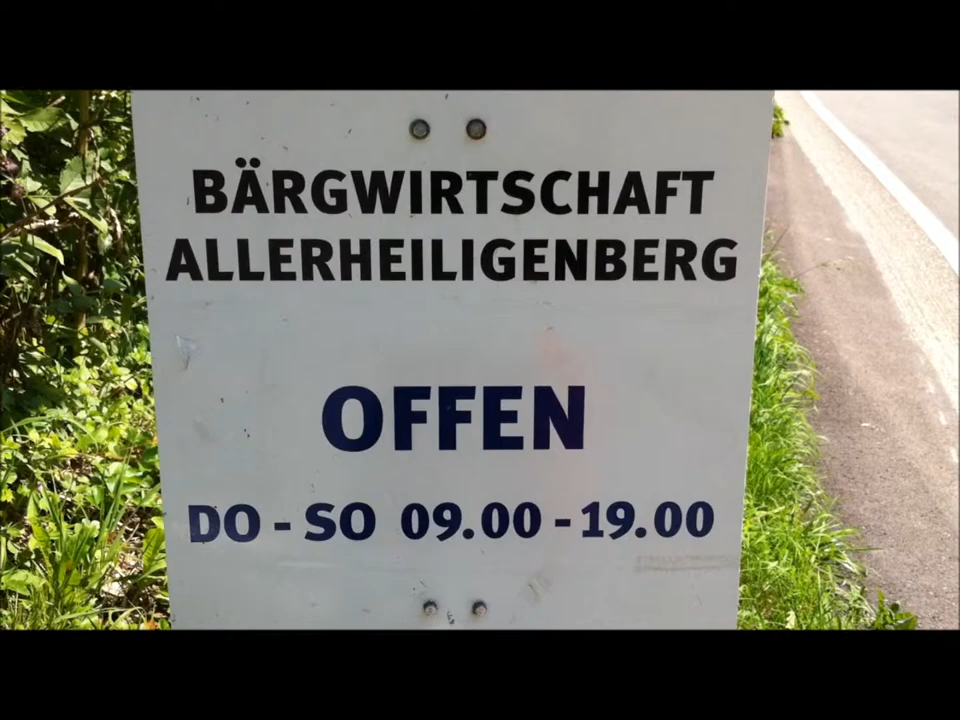 BÄRGWIRTSCHAFT
ALLERHEILIGENBERG
OFFEN
DO - SO 09.00 - 19.00